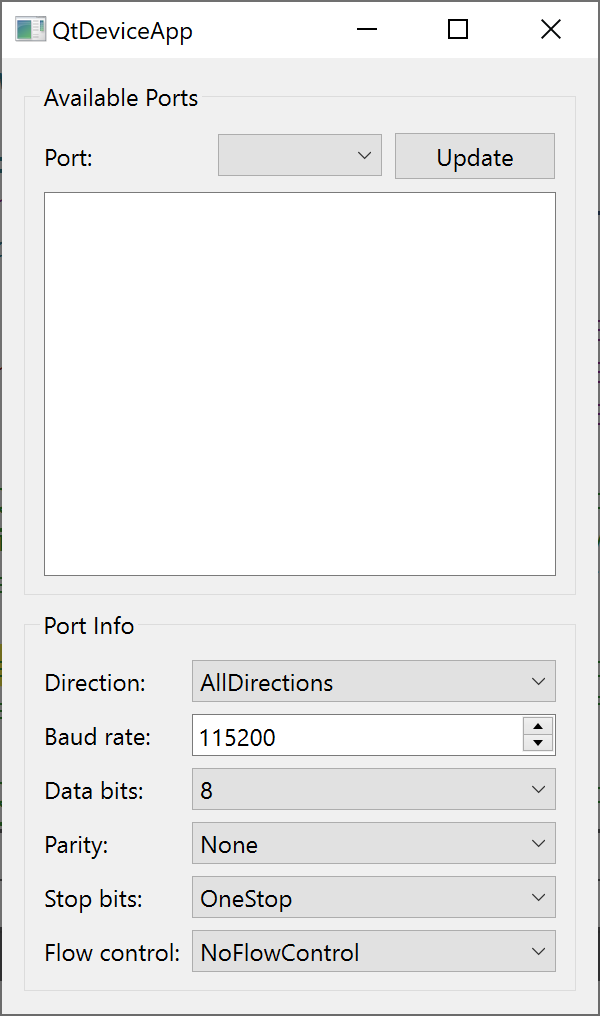 QtDeviceApp
Available Ports
Port: Update
Port Info
Direction: AllDirections
Baud rate: 115200
Data bits: 8
Parity: None
Stop bits: OneStop
Flow control: NoFlowControl